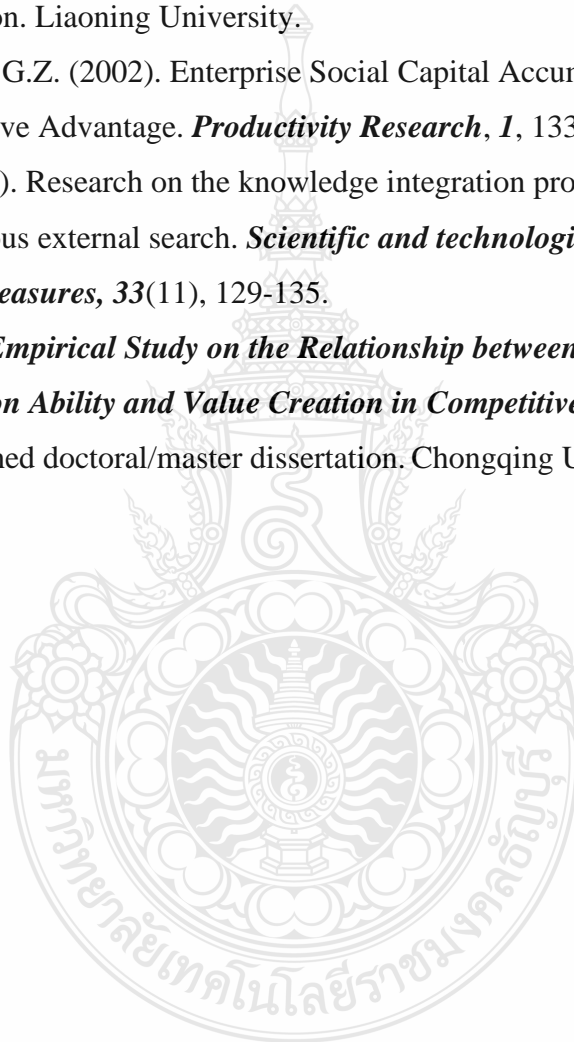 on. Liaoning University.
G.Z. (2002). Enterprise Social Capital Accun
ve Advantage. Productivity Research, 1, 133
). Research on the knowledge integration pro
ous external search. Scientific and technologi
easures, 33(11), 129-135.
Empirical Study on the Relationship between
on Ability and Value Creation in Competitive
ned doctoral/master dissertation. Chongqing U
มหาวิทยาลัยเทคโนโลยีราชมงคลธัญบุรี